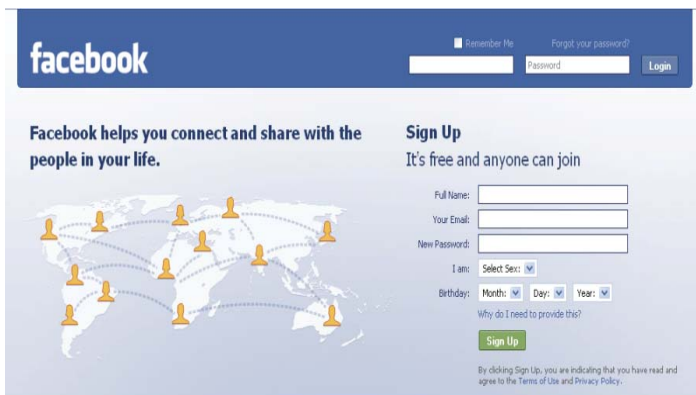 facebook
Remember Me Forgot your password?
Password Login
Facebook helps you connect and share with the
people in your life.
Sign Up
It's free and anyone can join
Full Name:
Your Email:
New Password:
I am: Select Sex:
Birthday: Month: Day: Year:
Why do I need to provide this?
Sign Up
By clicking Sign Up, you are indicating that you have read and
agree to the Terms of Use and Privacy Policy.